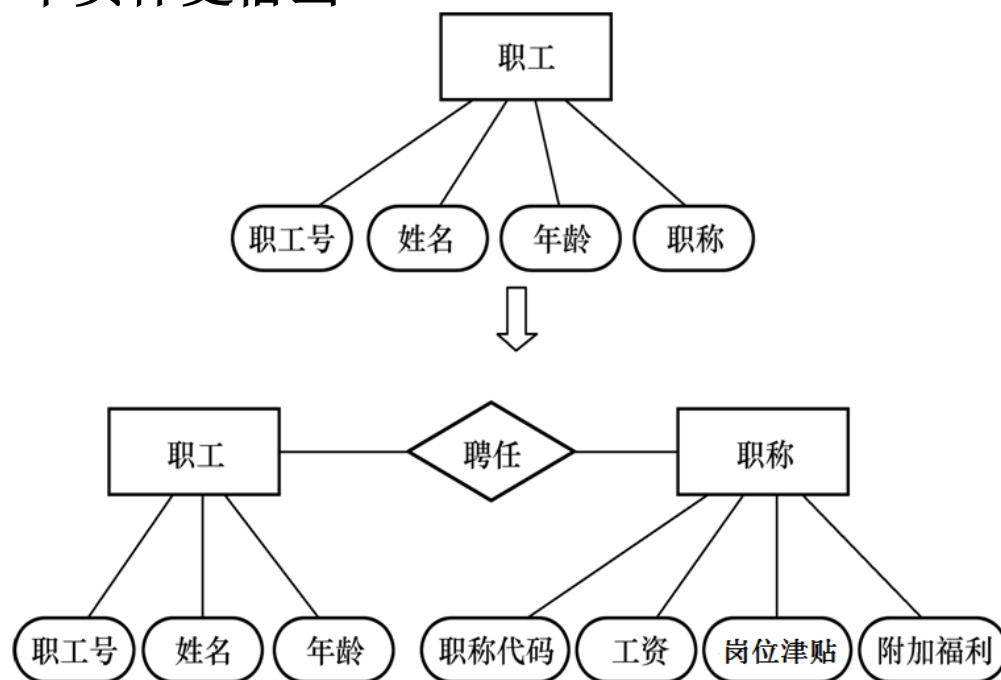 职工
职工号 姓名 年龄 职称
职工 聘任 职称
职工号 姓名 年龄 职称代码 工资 岗位津贴 附加福利